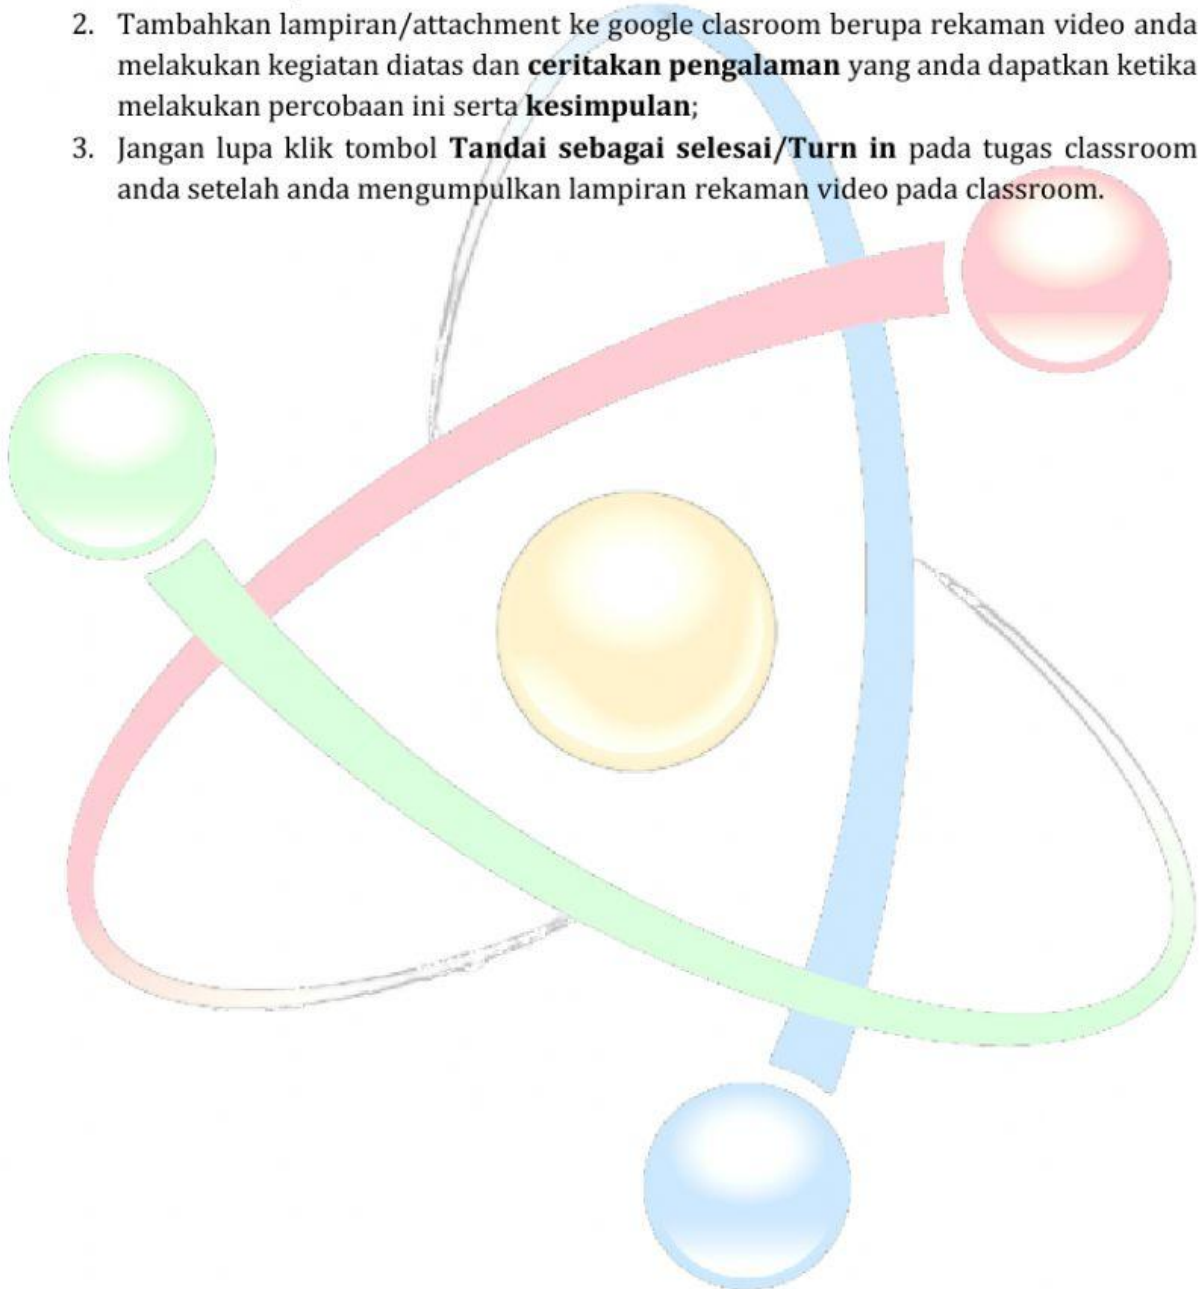 2. Tambahkan lampiran/attachment ke google clasroom berupa rekaman video anda
melakukan kegiatan diatas dan ceritakan pengalaman yang anda dapatkan ketika
melakukan percobaan ini serta kesimpulan;
3. Jangan lupa klik tombol Tandai sebagai selesai/Turn in pada tugas classroom
anda setelah anda mengumpulkan lampiran rekaman video pada classroom.